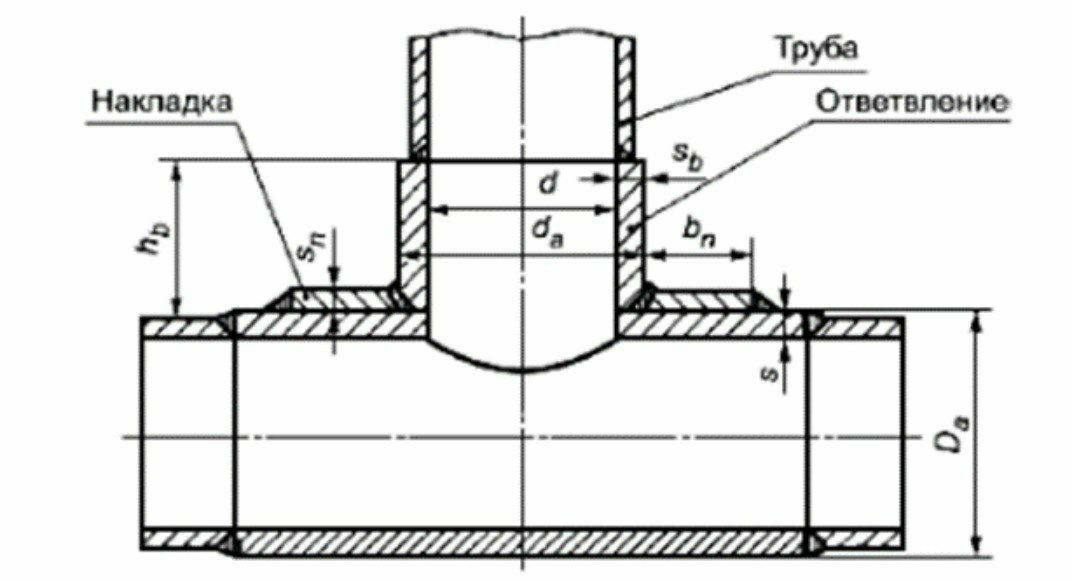 Труба
Накладка
Ответвление
s_b
d
d_a
b_n
h_b
s_n
s
D_a